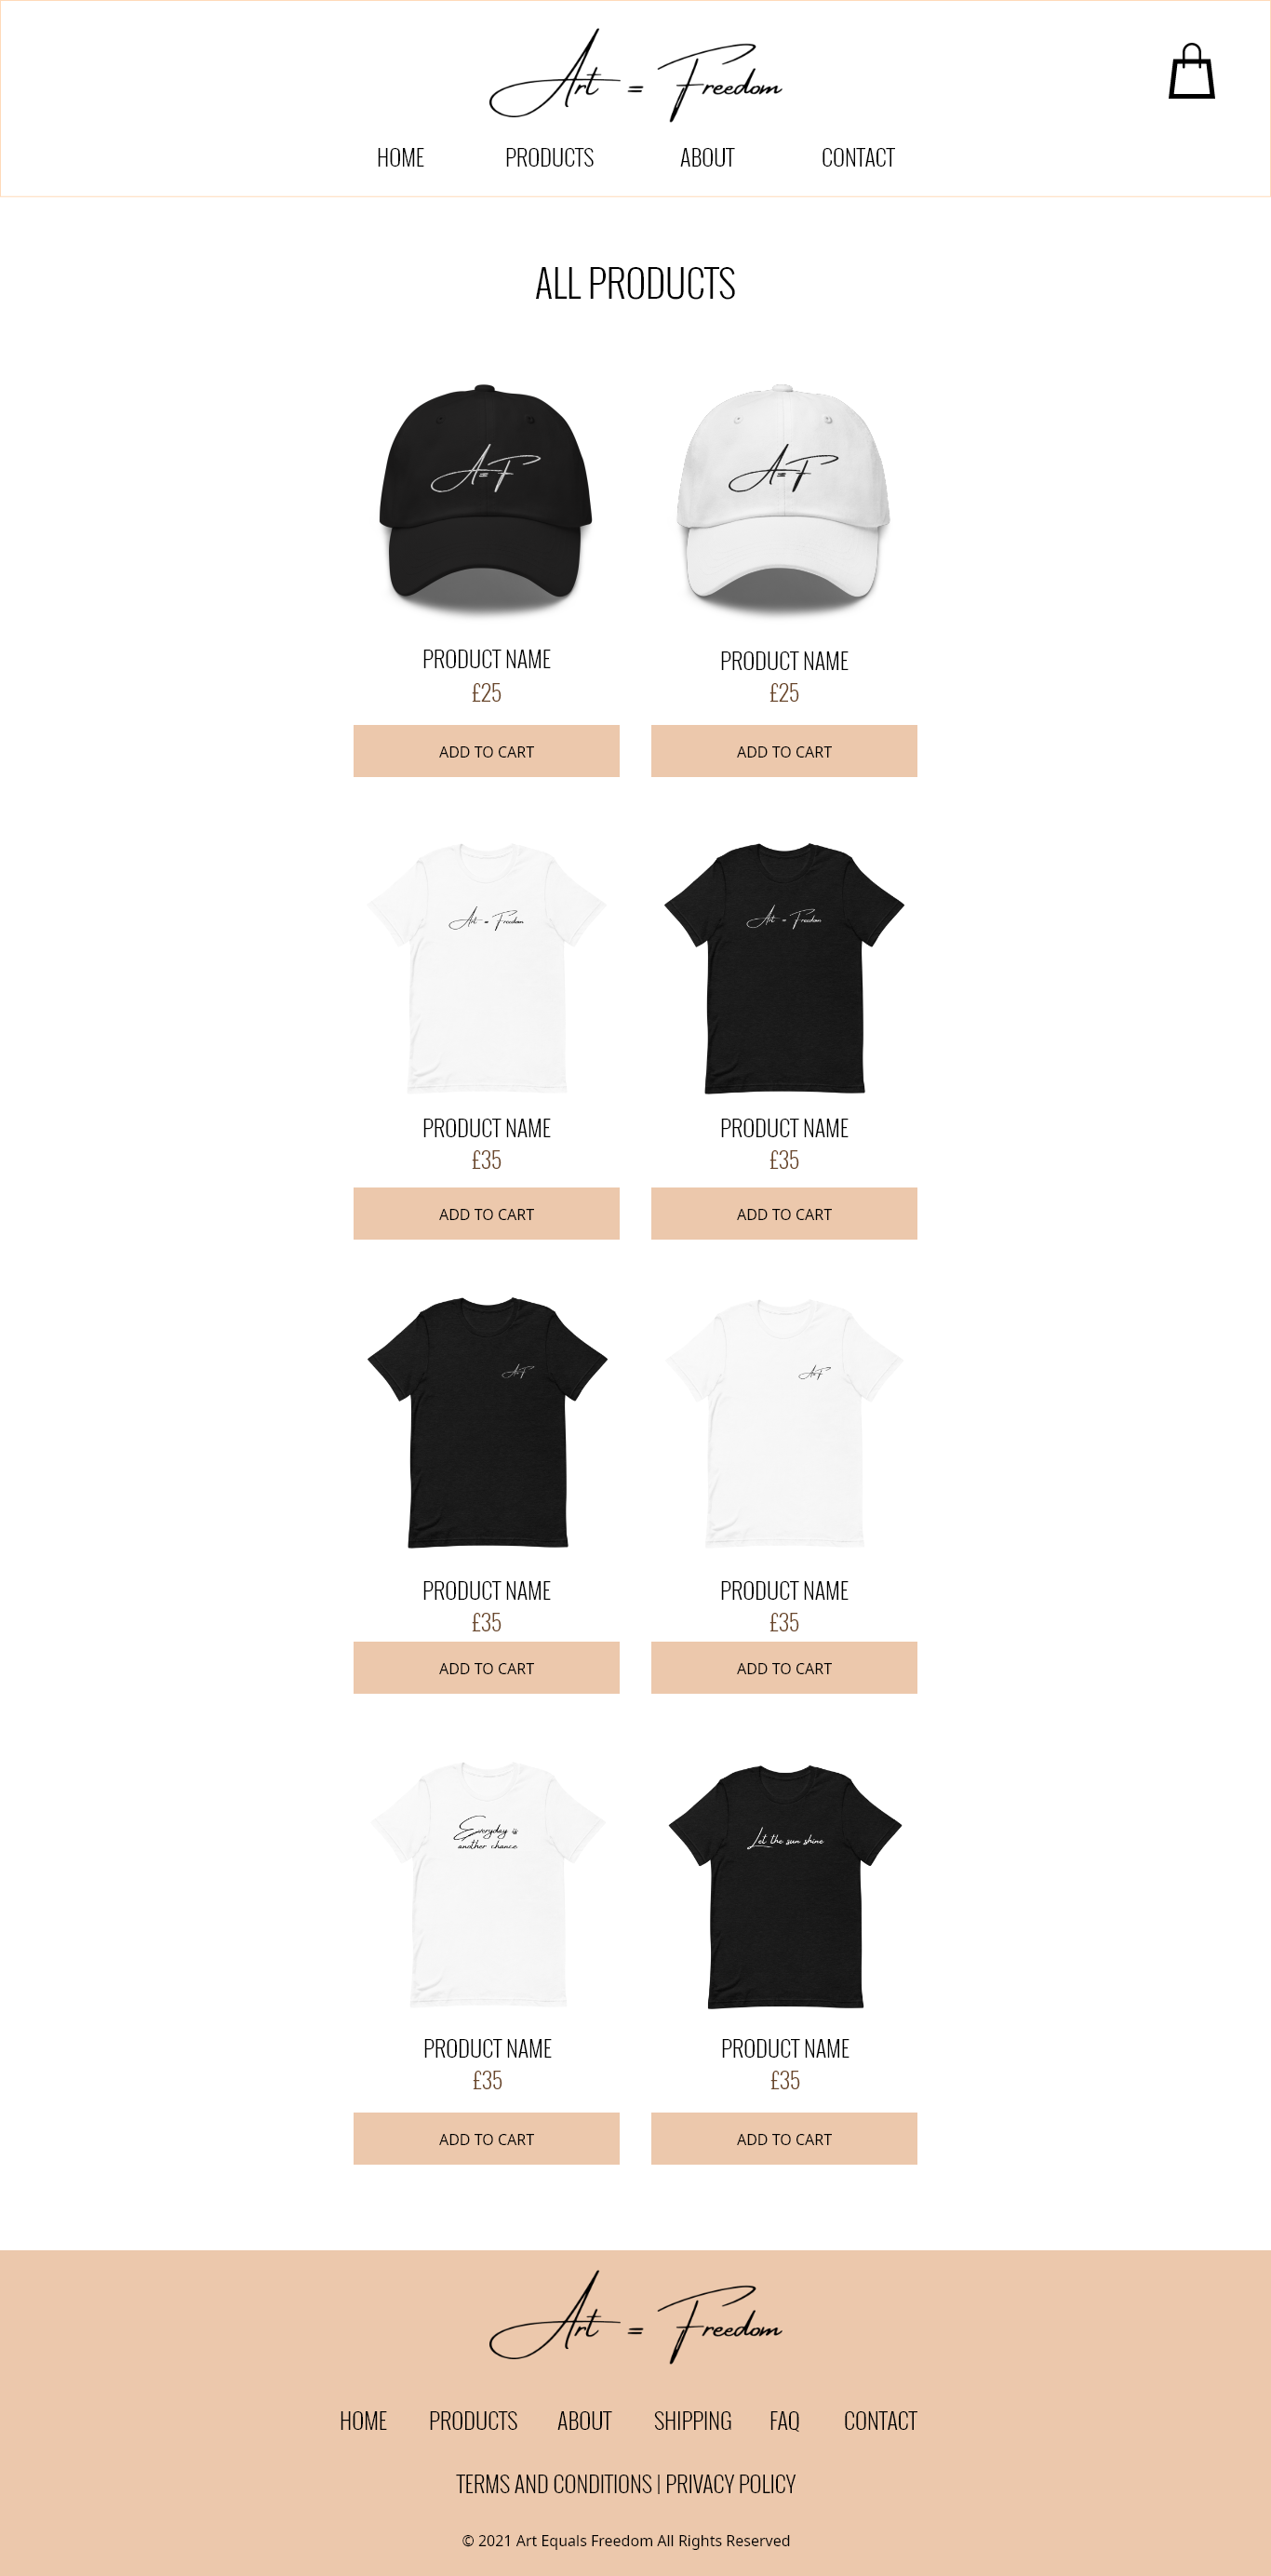 Art = Freedom
HOME PRODUCTS ABOUT CONTACT
ALL PRODUCTS
A=F
A=F
PRODUCT NAME
PRODUCT NAME
£25
£25
ADD TO CART
ADD TO CART
Art = Freedom
Art = Freedom
PRODUCT NAME
PRODUCT NAME
£35
£35
ADD TO CART
ADD TO CART
A=F
A=F
PRODUCT NAME
PRODUCT NAME
£35
£35
ADD TO CART
ADD TO CART
Everyday is
another chance
Let the sun shine
PRODUCT NAME
PRODUCT NAME
£35
£35
ADD TO CART
ADD TO CART
Art = Freedom
HOME PRODUCTS ABOUT SHIPPING FAQ CONTACT
TERMS AND CONDITIONS | PRIVACY POLICY
© 2021 Art Equals Freedom All Rights Reserved